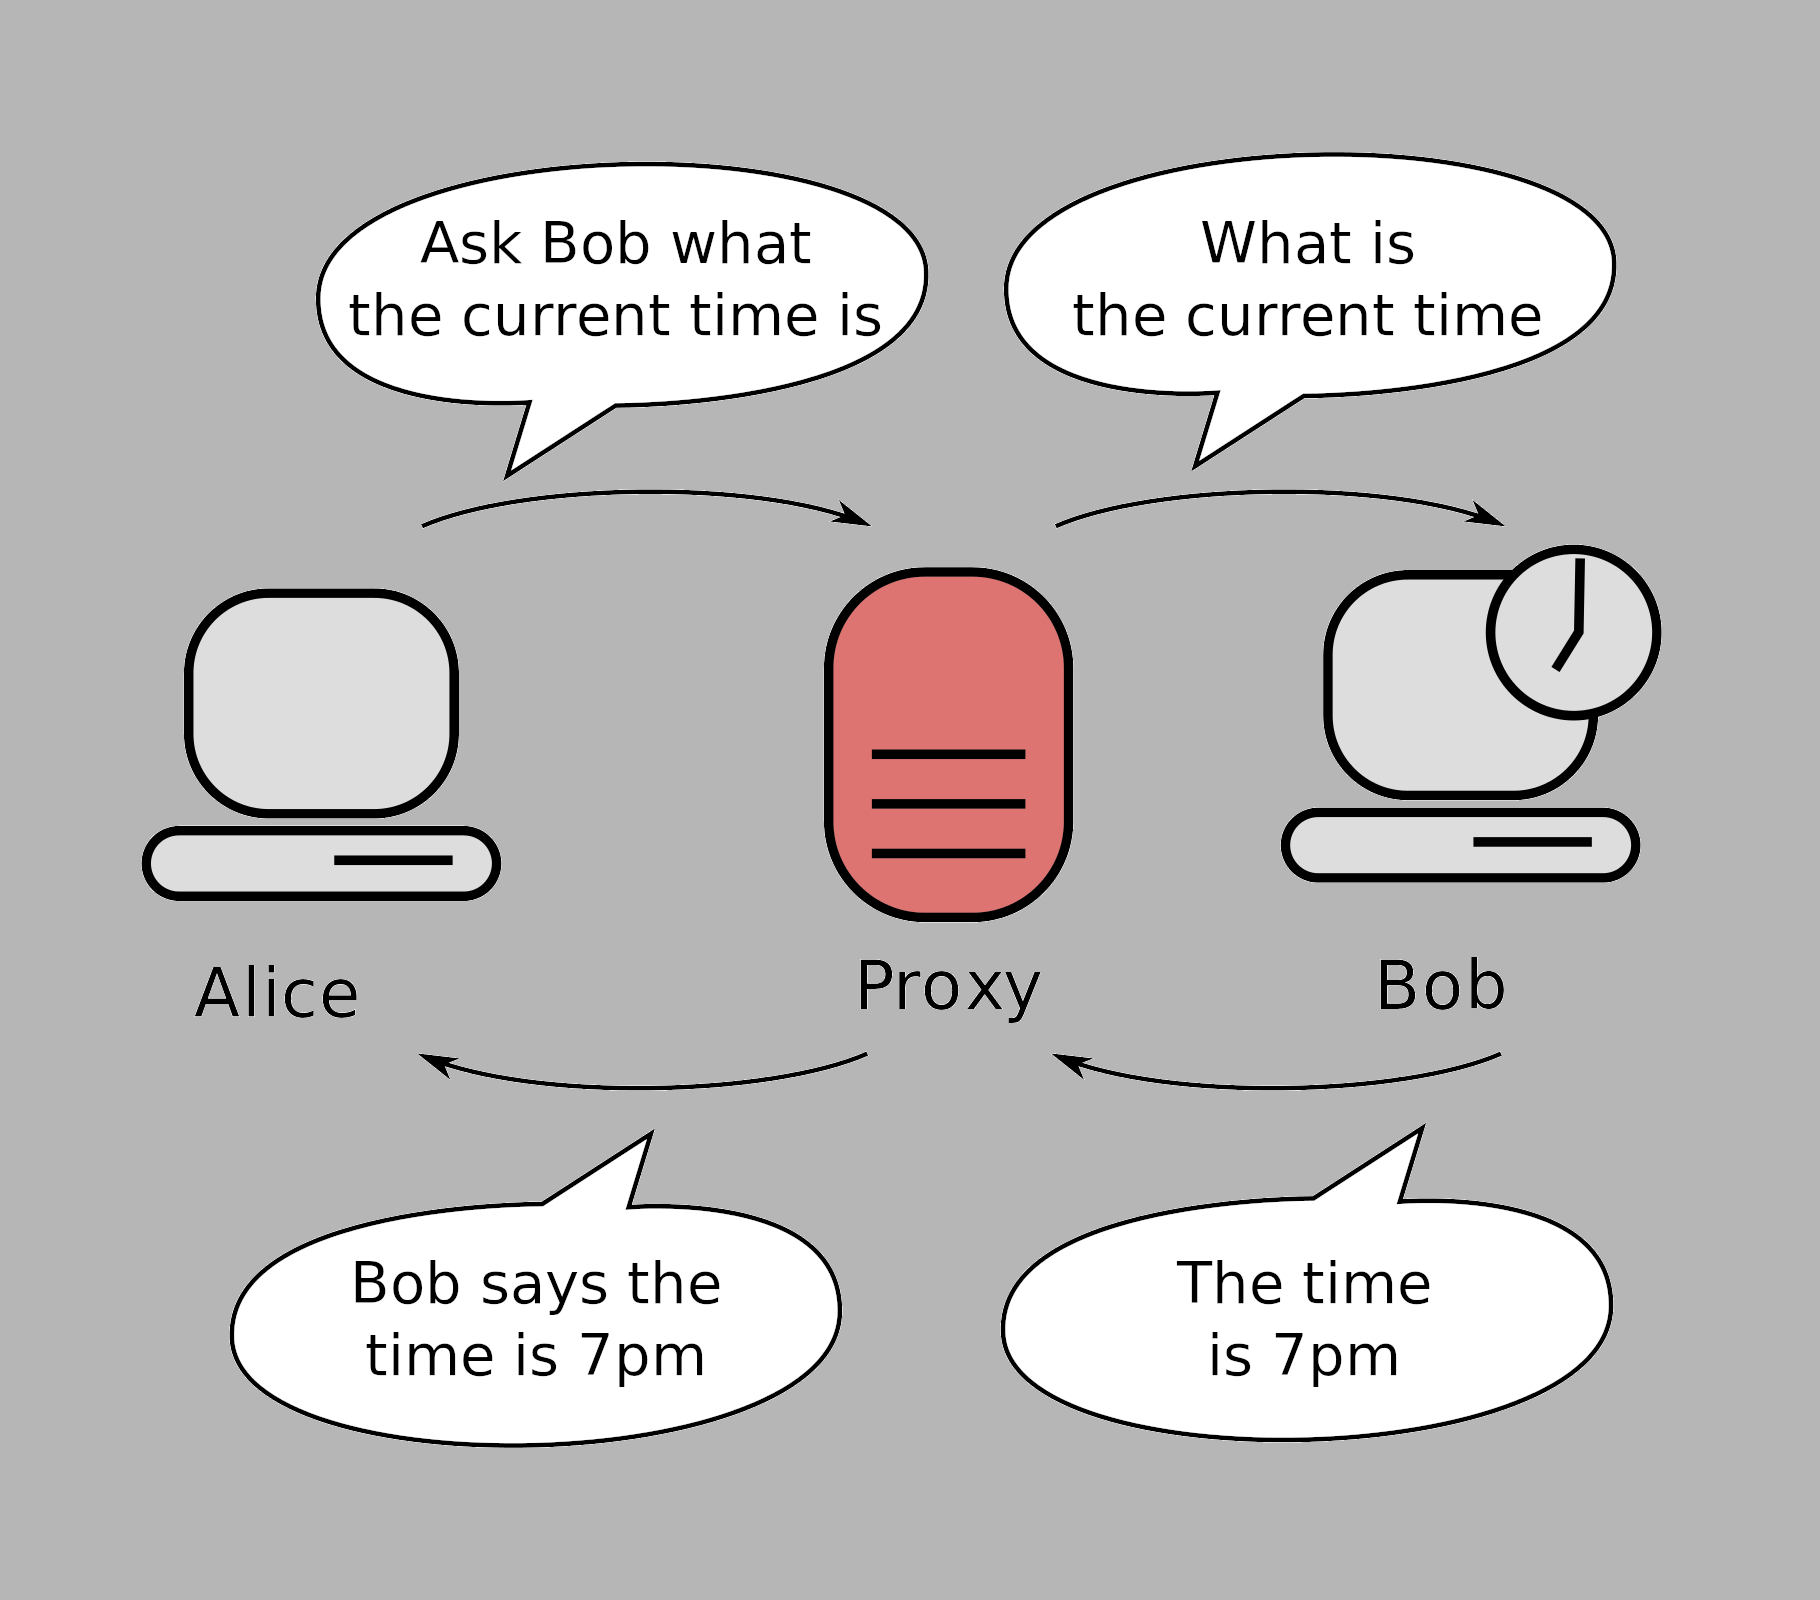 Ask Bob what
the current time is
What is
the current time
Alice
Proxy
Bob
Bob says the
time is 7pm
The time
is 7pm